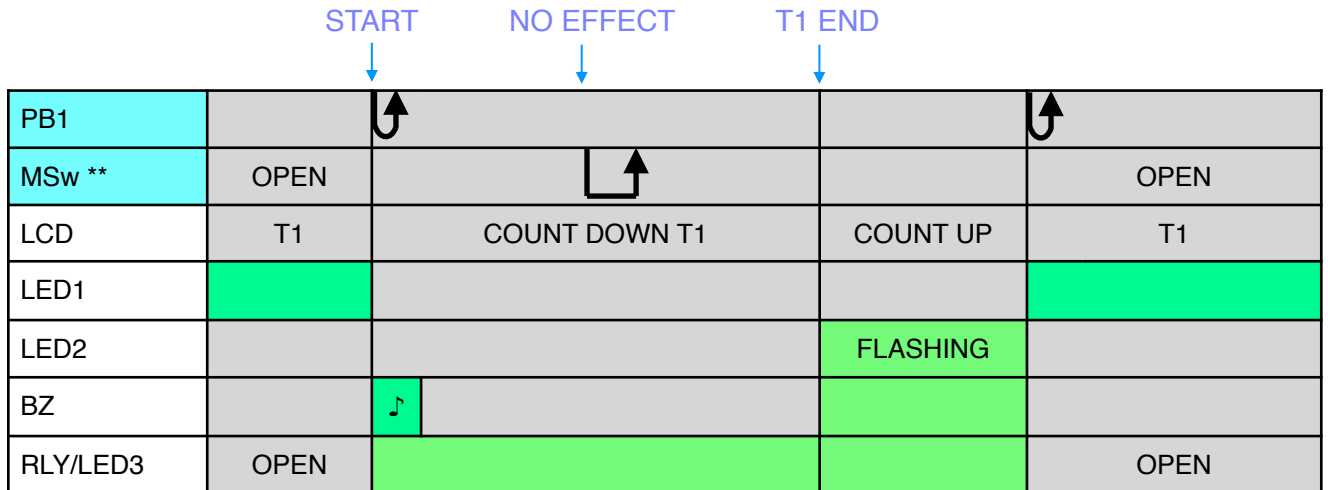 START NO EFFECT T1 END
PB1
MSw ** OPEN OPEN
LCD T1 COUNT DOWN T1 COUNT UP T1
LED1
LED2 FLASHING
BZ ♪
RLY/LED3 OPEN OPEN